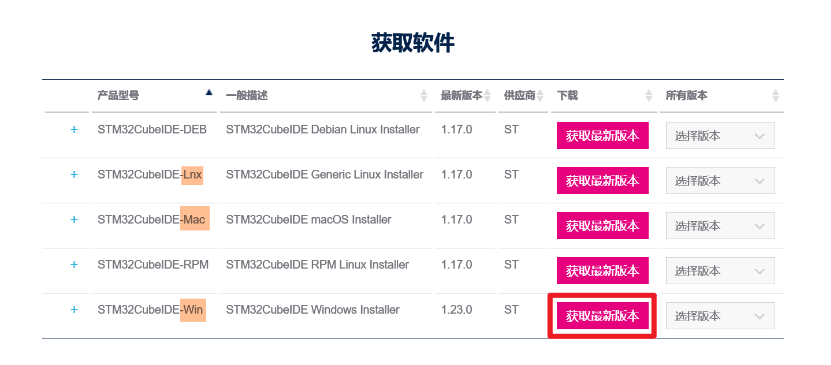 获取软件
产品型号 一般描述 最新版本 供应商 下载 所有版本
+ STM32CubeIDE-DEB STM32CubeIDE Debian Linux Installer 1.17.0 ST 获取最新版本 选择版本
+ STM32CubeIDE-Lnx STM32CubeIDE Generic Linux Installer 1.17.0 ST 获取最新版本 选择版本
+ STM32CubeIDE-Mac STM32CubeIDE macOS Installer 1.17.0 ST 获取最新版本 选择版本
+ STM32CubeIDE-RPM STM32CubeIDE RPM Linux Installer 1.17.0 ST 获取最新版本 选择版本
+ STM32CubeIDE-Win STM32CubeIDE Windows Installer 1.23.0 ST 获取最新版本 选择版本